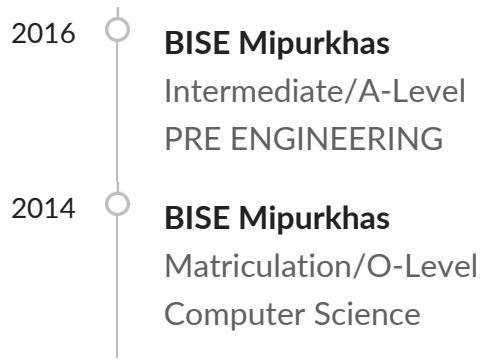 2016
BISE Mipurkhas
Intermediate/A-Level
PRE ENGINEERING
2014
BISE Mipurkhas
Matriculation/O-Level
Computer Science